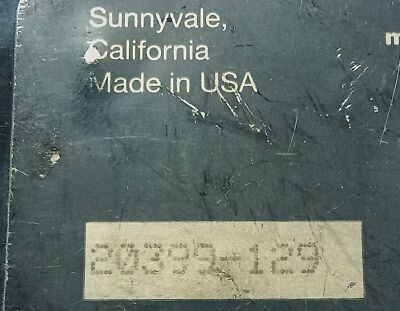 Sunnyvale,
California
Made in USA
m
20399-129